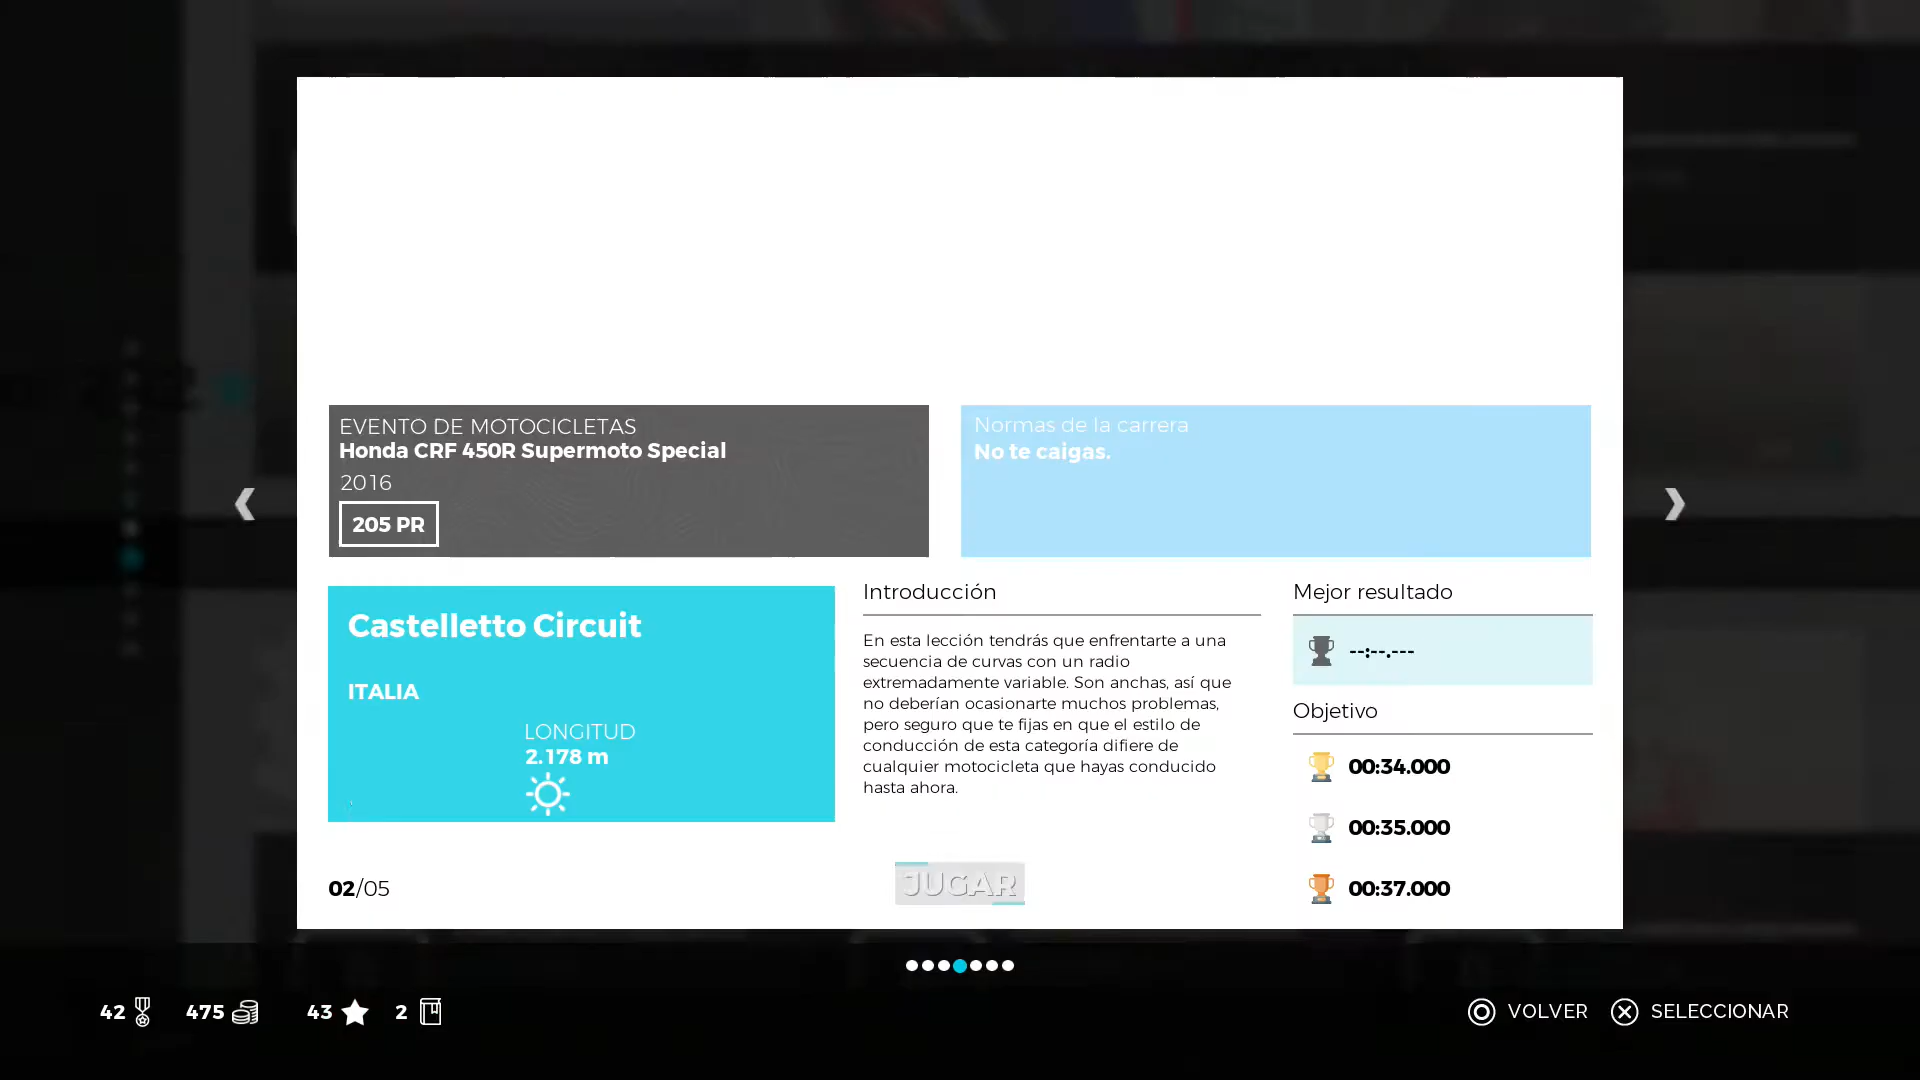 EVENTO DE MOTOCICLETAS
Honda CRF 450R Supermoto Special
2016
205 PR
Normas de la carrera
No te caigas.
Castelletto Circuit
ITALIA
LONGITUD
2.178 m
Introducción
En esta lección tendrás que enfrentarte a una
secuencia de curvas con un radio
extremadamente variable. Son anchas, así que
no deberían ocasionarte muchos problemas,
pero seguro que te fijas en que el estilo de
conducción de esta categoría difiere de
cualquier motocicleta que hayas conducido
hasta ahora.
Mejor resultado
--:--.---
Objetivo
00:34.000
00:35.000
00:37.000
02/05
JUGAR
42
475
43
2
VOLVER
SELECCIONAR